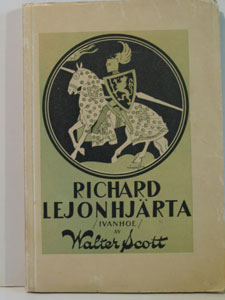 RICHARD
LEJONHJÄRTA
/IVANHOE/
AV
Walter Scott